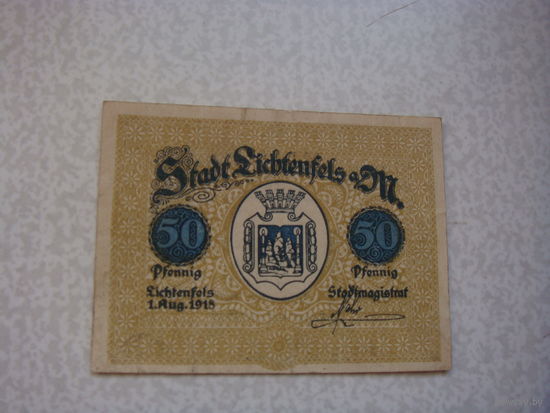 Stadt Lichtenfels a. M.
50 50
Pfennig Pfennig
Lichtenfels Stadtmagistrat
1. Aug. 1918